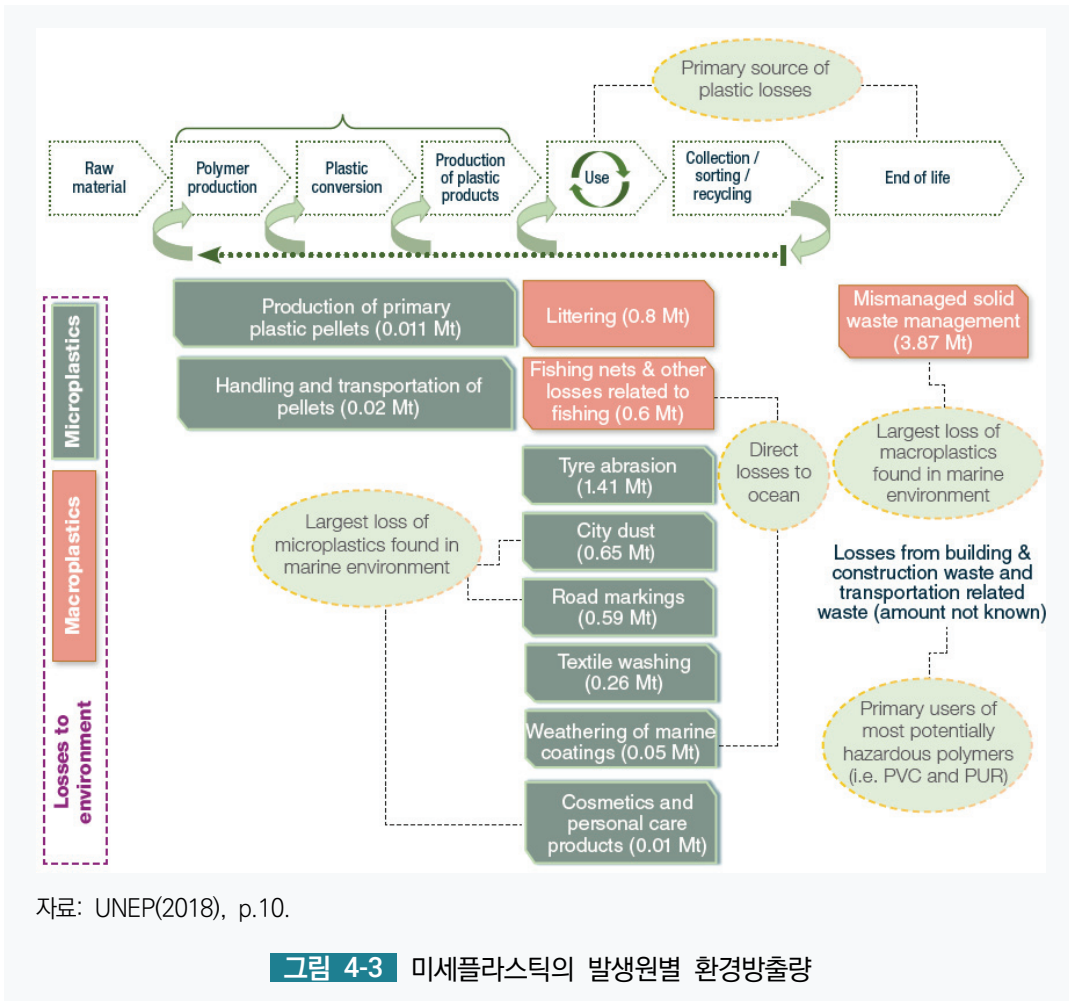 Primary source of
plastic losses
Raw
material
Polymer
production
Plastic
conversion
Production
of plastic
products
Use
Collection /
sorting /
recycling
End of life
Microplastics
Macroplastics
Losses to
environment
Production of primary
plastic pellets (0.011 Mt)
Handling and transportation of
pellets (0.02 Mt)
Littering (0.8 Mt)
Fishing nets & other
losses related to
fishing (0.6 Mt)
Tyre abrasion
(1.41 Mt)
City dust
(0.65 Mt)
Road markings
(0.59 Mt)
Textile washing
(0.26 Mt)
Weathering of marine
coatings (0.05 Mt)
Cosmetics and
personal care
products (0.01 Mt)
Largest loss of
microplastics found in
marine environment
Direct
losses to
ocean
Mismanaged solid
waste management
(3.87 Mt)
Largest loss of
macroplastics
found in marine
environment
Losses from building &
construction waste and
transportation related
waste (amount not known)
Primary users of
most potentially
hazardous polymers
(i.e. PVC and PUR)
자료: UNEP(2018), p.10.
그림 4-3 미세플라스틱의 발생원별 환경방출량